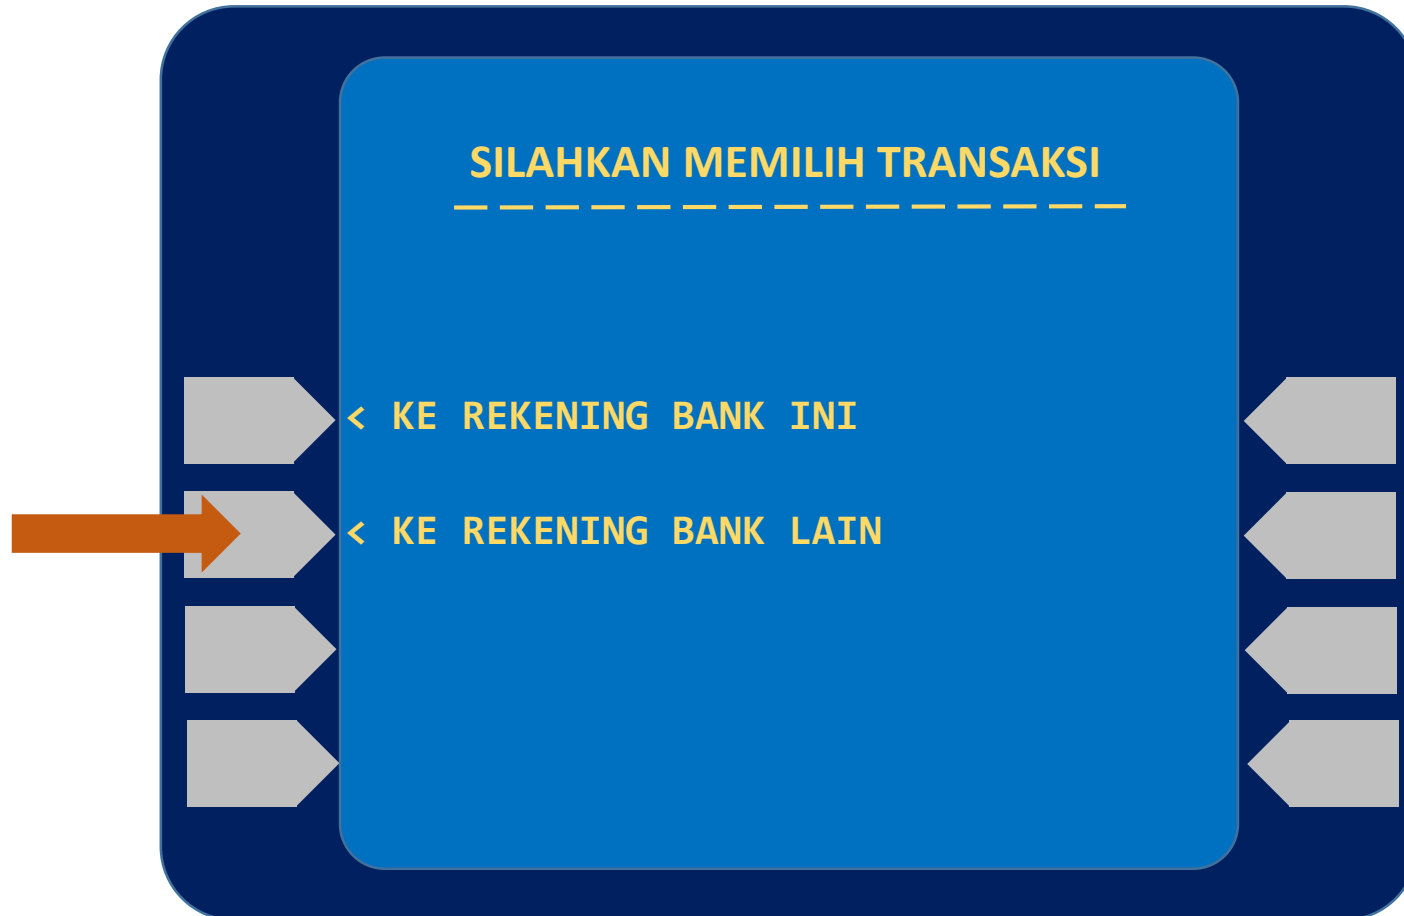 SILAHKAN MEMILIH TRANSAKSI
< KE REKENING BANK INI
< KE REKENING BANK LAIN